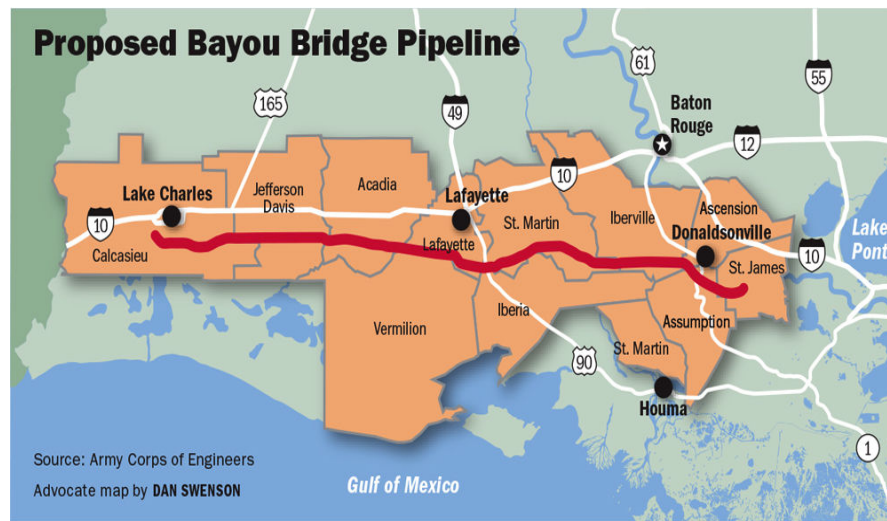 Proposed Bayou Bridge Pipeline
61
55
165
49
Baton
Rouge
12
10
Lake Charles
Jefferson
Davis
Acadia
Lafayette
St. Martin
Iberville
Ascension
Donaldsonville
10
Calcasieu
Lafayette
St. James
10
Lake
Pont
Vermilion
Iberia
Assumption
St. Martin
90
Houma
1
Source: Army Corps of Engineers
Advocate map by DAN SWENSON
Gulf of Mexico